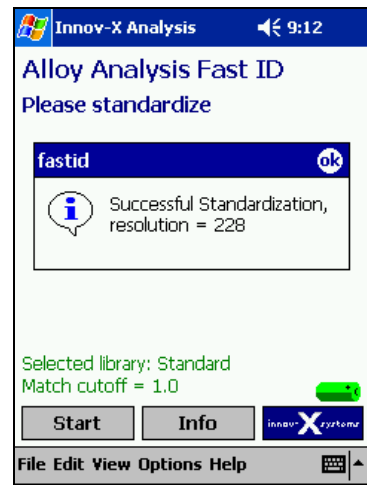 Innov-X Analysis 9:12
Alloy Analysis Fast ID
Please standardize
fastid ok
Successful Standardization,
resolution = 228
Selected library: Standard
Match cutoff = 1.0
Start Info innov-X systems
File Edit View Options Help